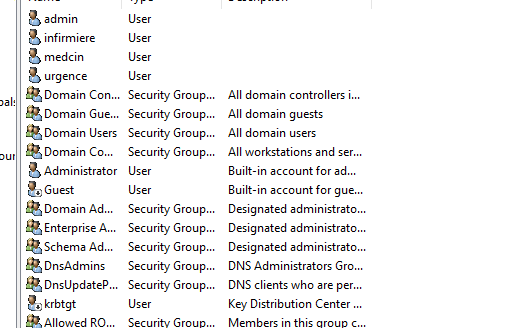 Name Type Description
admin User
infirmiere User
medcin User
urgence User
Domain Con... Security Group... All domain controllers i...
Domain Gue... Security Group... All domain guests
Domain Users Security Group... All domain users
Domain Co... Security Group... All workstations and ser...
Administrator User Built-in account for ad...
Guest User Built-in account for gue...
Domain Ad... Security Group... Designated administrato...
Enterprise A... Security Group... Designated administrato...
Schema Ad... Security Group... Designated administrato...
DnsAdmins Security Group... DNS Administrators Gro...
DnsUpdateP... Security Group... DNS clients who are per...
krbtgt User Key Distribution Center ...
Allowed RO... Security Group... Members in this group c...